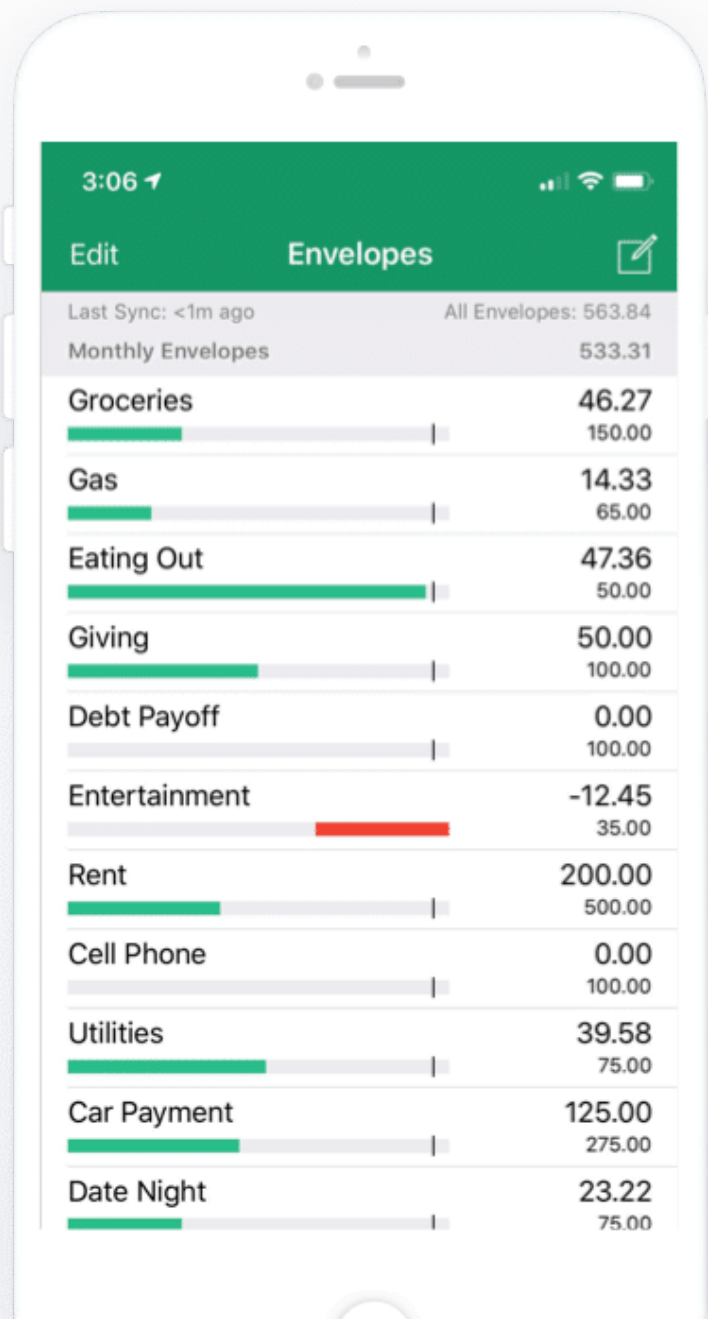 3:06
Edit Envelopes
Last Sync: <1m ago All Envelopes: 563.84
Monthly Envelopes 533.31
Groceries 46.27
150.00
Gas 14.33
65.00
Eating Out 47.36
50.00
Giving 50.00
100.00
Debt Payoff 0.00
100.00
Entertainment -12.45
35.00
Rent 200.00
500.00
Cell Phone 0.00
100.00
Utilities 39.58
75.00
Car Payment 125.00
275.00
Date Night 23.22
75.00